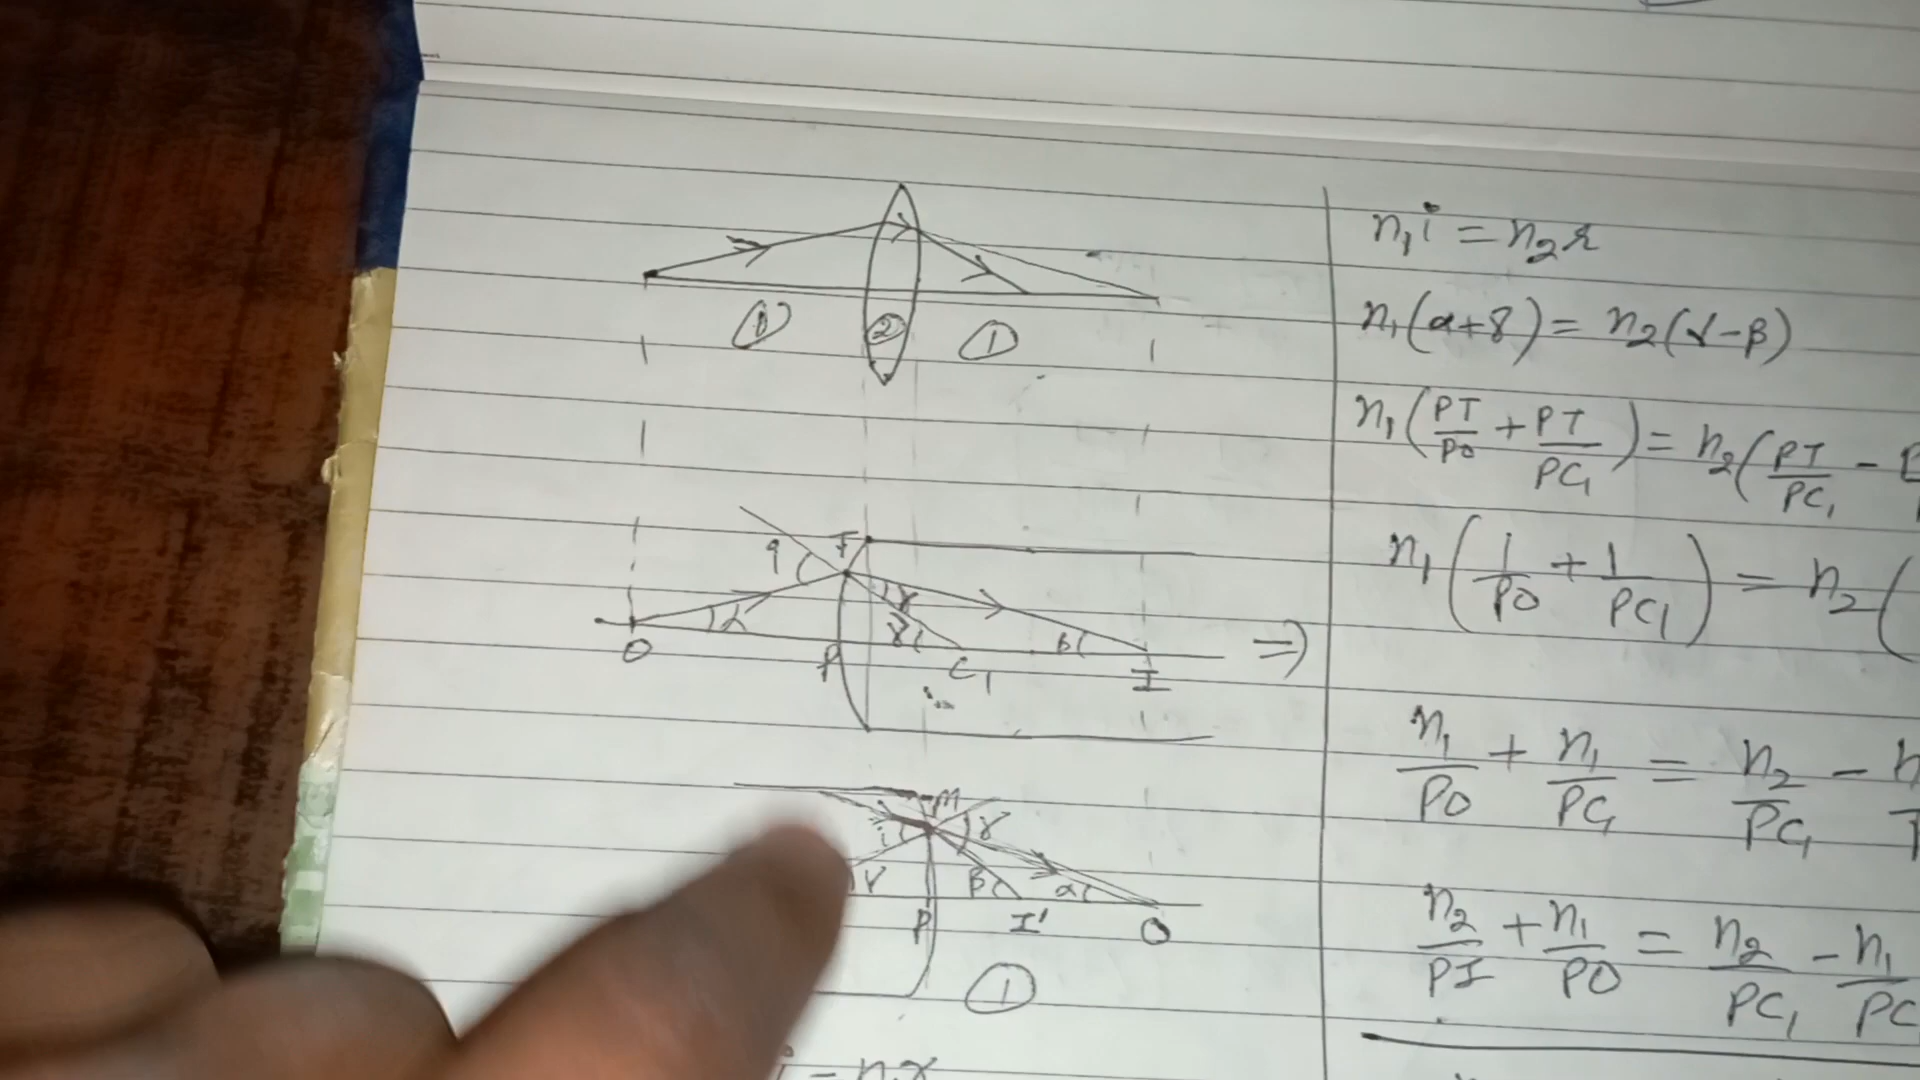 ① ② ①
i T r
α γ β
O P C₁ I ⇒
M
i r
γ β α
P I' O
①
n₁i = n₂r
n₁(α+γ) = n₂(γ-β)
n₁(PT/PO + PT/PC₁) = n₂(PT/PC₁ -
n₁(1/PO + 1/PC₁) = n₂(
n₁/PO + n₁/PC₁ = n₂/PC₁ -
n₂/PI + n₁/PO = n₂/PC₁ - n₁/PC